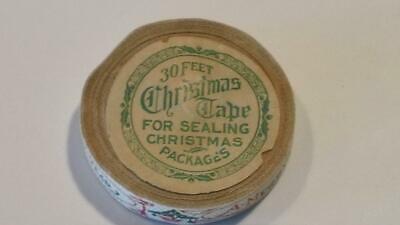 30 FEET
Christmas
Tape
FOR SEALING
CHRISTMAS
PACKAGES